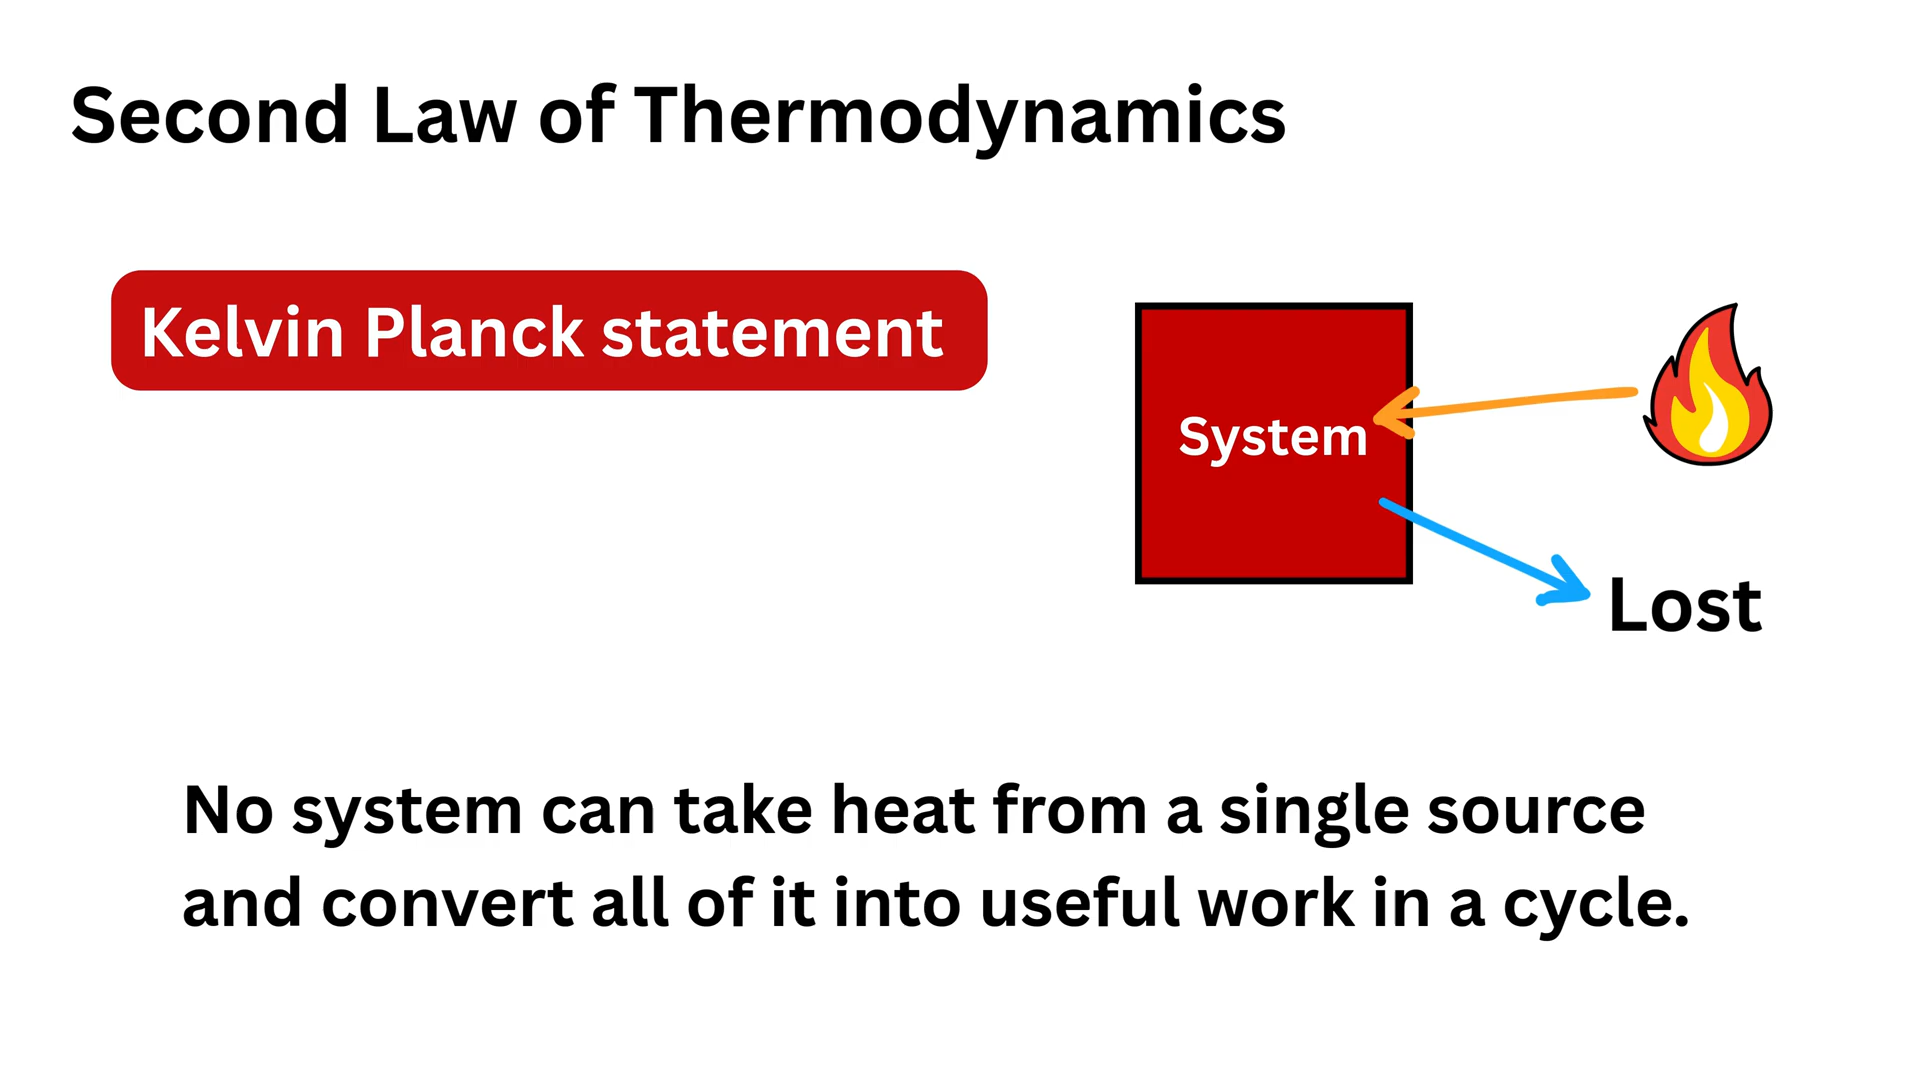 Second Law of Thermodynamics
Kelvin Planck statement
System
Lost
No system can take heat from a single source
and convert all of it into useful work in a cycle.